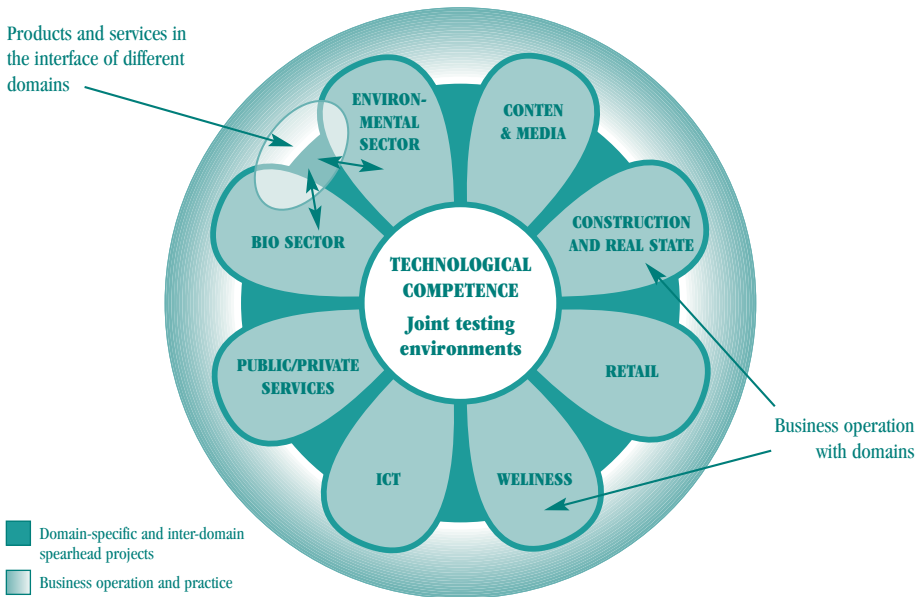 Products and services in
the interface of different
domains
ENVIRON-
MENTAL
SECTOR
CONTEN
& MEDIA
BIO SECTOR
CONSTRUCTION
AND REAL STATE
TECHNOLOGICAL
COMPETENCE
Joint testing
environments
PUBLIC/PRIVATE
SERVICES
RETAIL
ICT
WELINESS
Business operation
with domains
Domain-specific and inter-domain
spearhead projects
Business operation and practice